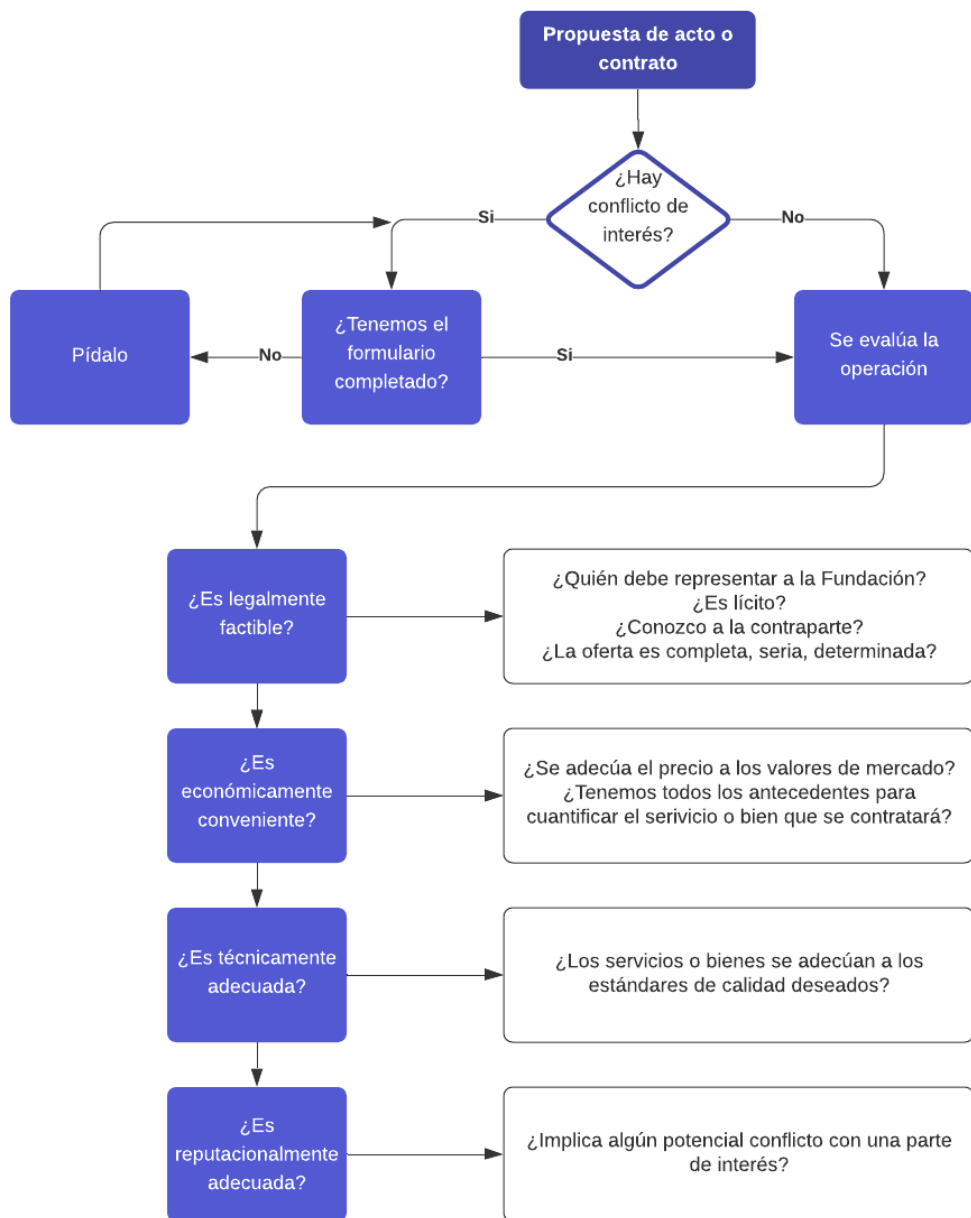 Propuesta de acto o
contrato
¿Hay
conflicto de
interés?
Si
No
Pídalo
No
¿Tenemos el
formulario
completado?
Si
Se evalúa la
operación
¿Es legalmente
factible?
¿Quién debe representar a la Fundación?
¿Es lícito?
¿Conozco a la contraparte?
¿La oferta es completa, seria, determinada?
¿Es
económicamente
conveniente?
¿Se adecúa el precio a los valores de mercado?
¿Tenemos todos los antecedentes para
cuantificar el serivicio o bien que se contratará?
¿Es técnicamente
adecuada?
¿Los servicios o bienes se adecúan a los
estándares de calidad deseados?
¿Es
reputacionalmente
adecuada?
¿Implica algún potencial conflicto con una parte
de interés?